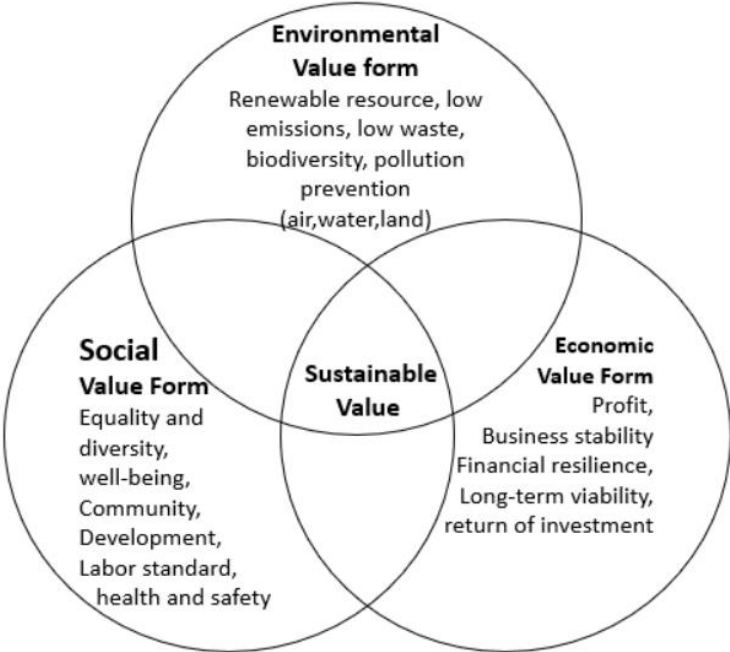 Environmental
Value form
Renewable resource, low
emissions, low waste,
biodiversity, pollution
prevention
(air,water,land)
Social
Value Form
Equality and
diversity,
well-being,
Community,
Development,
Labor standard,
health and safety
Sustainable
Value
Economic
Value Form
Profit,
Business stability
Financial resilience,
Long-term viability,
return of investment